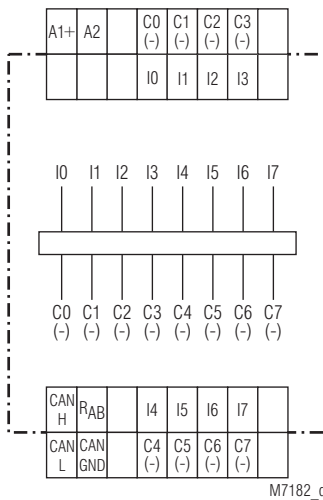 A1+ A2 C0 (-) C1 (-) C2 (-) C3 (-)
I0 I1 I2 I3
I0 I1 I2 I3 I4 I5 I6 I7
C0 (-) C1 (-) C2 (-) C3 (-) C4 (-) C5 (-) C6 (-) C7 (-)
CAN H RAB I4 I5 I6 I7
CAN L CAN GND C4 (-) C5 (-) C6 (-) C7 (-)